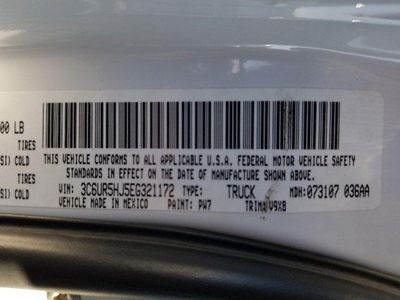 00 LB
TIRES
SI) COLD
TIRES
SI) COLD
THIS VEHICLE CONFORMS TO ALL APPLICABLE U.S.A. FEDERAL MOTOR VEHICLE SAFETY
STANDARDS IN EFFECT ON THE DATE OF MANUFACTURE SHOWN ABOVE.
VIN: 3C6UR5HJ5EG321172 TYPE: TRUCK MDH: 073107 036AA
VEHICLE MADE IN MEXICO PAINT: PW7 TRIM: V9X8